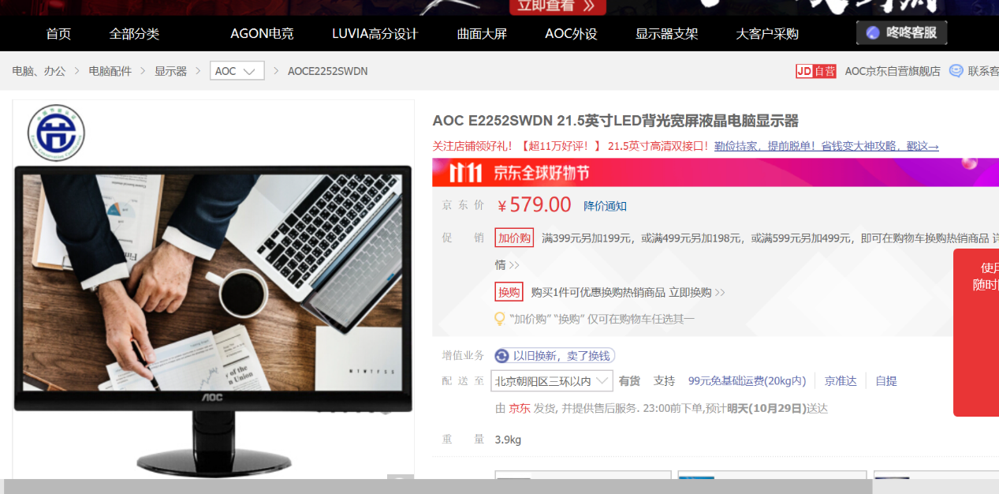 立即查看 》
首页 全部分类 AGON电竞 LUVIA高分设计 曲面大屏 AOC外设 显示器支架 大客户采购 咚咚客服
电脑、办公 > 电脑配件 > 显示器 > AOC > AOCE2252SWDN JD 自营 AOC京东自营旗舰店 联系客
AOC E2252SWDN 21.5英寸LED背光宽屏液晶电脑显示器
关注店铺领好礼！【超11万好评！】21.5英寸高清双接口！勤俭持家，提前脱单！省钱变大神攻略，戳这→
11 11 京东全球好物节
京东价 ￥579.00 降价通知
促销 加价购 满399元另加199元，或满499元另加198元，或满599元另加499元，即可在购物车换购热销商品 详
情 >>
换购 购买1件可优惠换购热销商品 立即换购 >>
“加价购”“换购” 仅可在购物车任选其一
使用
随时
增值业务 以旧换新，卖了换钱
配送至 北京朝阳区三环以内 有货 支持 99元免基础运费(20kg内) 京准达 自提
由 京东 发货, 并提供售后服务. 23:00前下单,预计明天(10月29日)送达
重量 3.9kg
of the
n Union
M T W T F S S
AOC